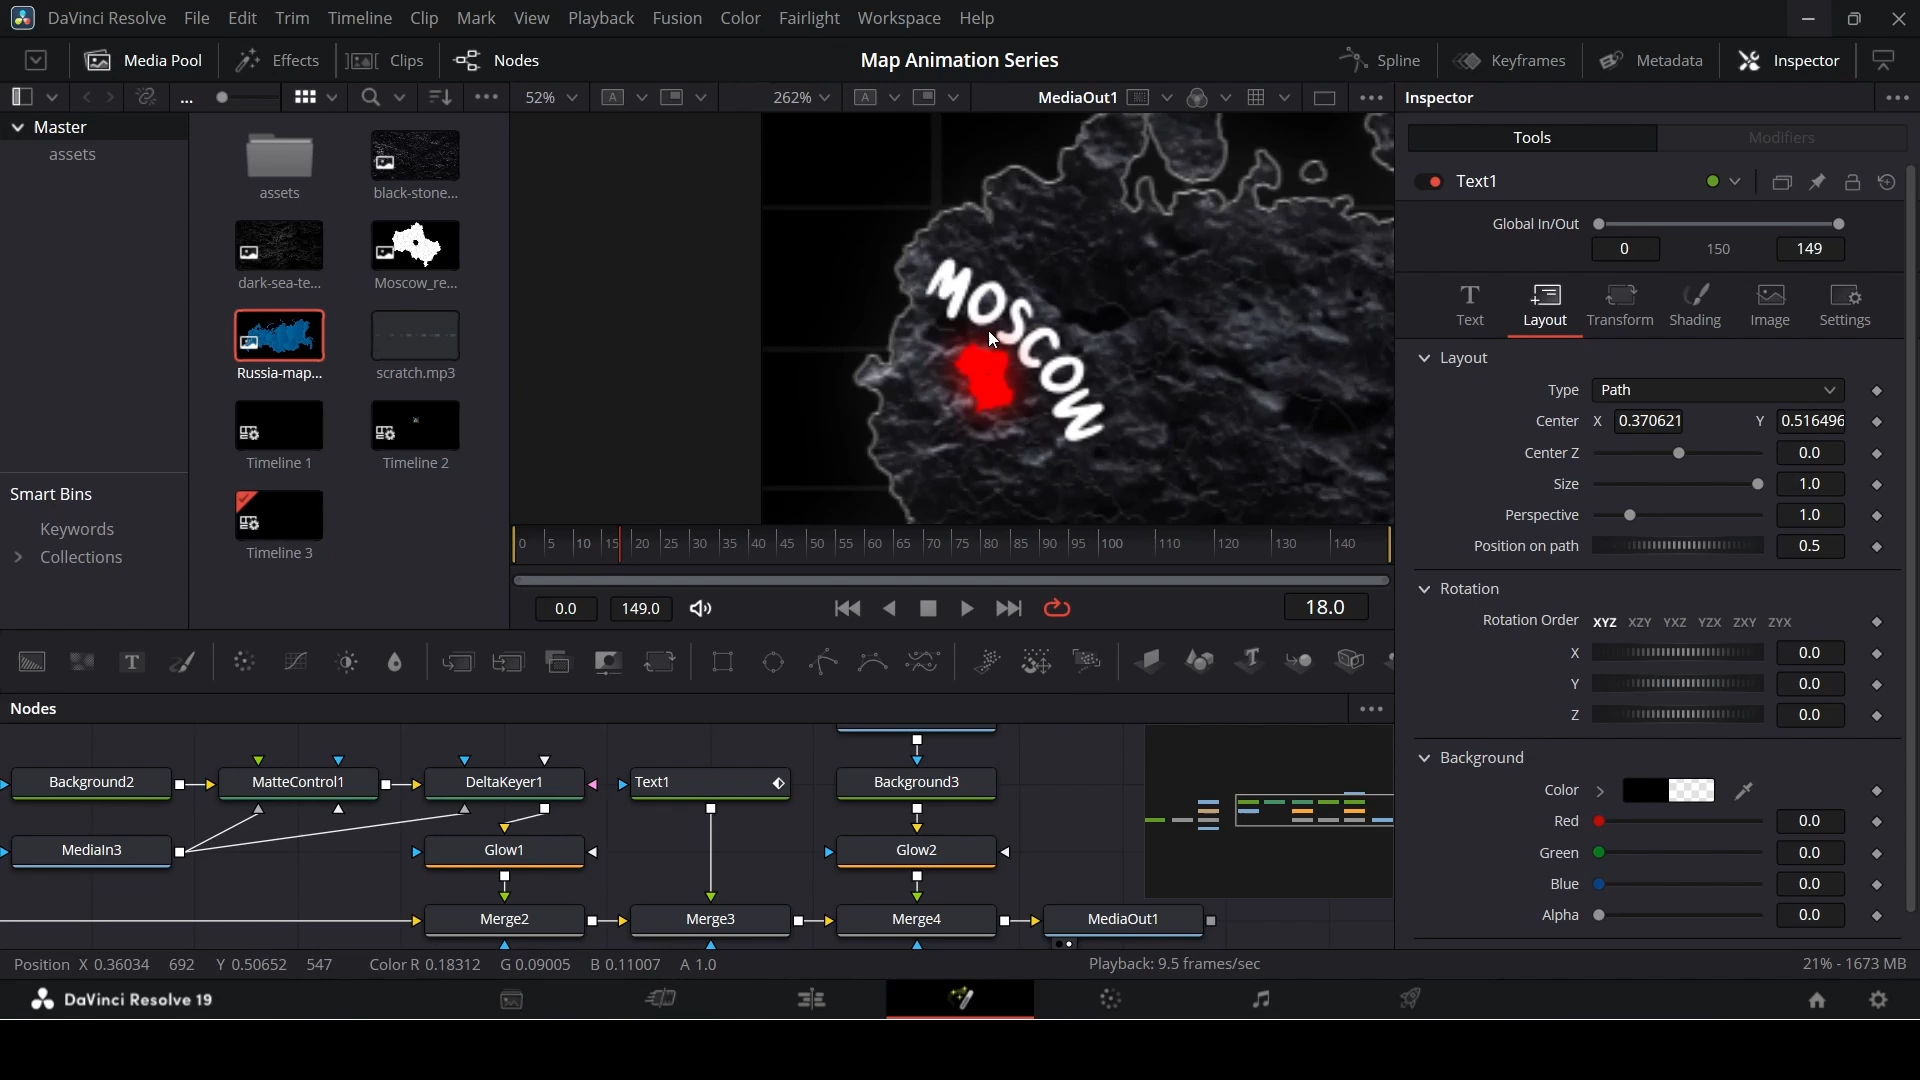 DaVinci Resolve File Edit Trim Timeline Clip Mark View Playback Fusion Color Fairlight Workspace Help
Media Pool Effects Clips Nodes Map Animation Series Spline Keyframes Metadata Inspector
... 52% A 262% A MediaOut1 Inspector
Master
assets
assets
black-stone...
dark-sea-te...
Moscow_re...
Russia-map...
scratch.mp3
Timeline 1
Timeline 2
Timeline 3
Smart Bins
Keywords
Collections
MOSCOW
0 5 10 15 20 25 30 35 40 45 50 55 60 65 70 75 80 85 90 95 100 110 120 130 140
0.0 149.0 18.0
Tools Modifiers
Text1
Global In/Out
0 150 149
Text Layout Transform Shading Image Settings
Layout
Type Path
Center X 0.370621 Y 0.516496
Center Z 0.0
Size 1.0
Perspective 1.0
Position on path 0.5
Rotation
Rotation Order XYZ XZY YXZ YZX ZXY ZYX
X 0.0
Y 0.0
Z 0.0
Background
Color
Red 0.0
Green 0.0
Blue 0.0
Alpha 0.0
T
Nodes
Background2 MatteControl1 DeltaKeyer1 Text1 Background3
MediaIn3 Glow1 Glow2
Merge2 Merge3 Merge4 MediaOut1
Position X 0.36034 692 Y 0.50652 547 Color R 0.18312 G 0.09005 B 0.11007 A 1.0 Playback: 9.5 frames/sec 21% - 1673 MB
DaVinci Resolve 19